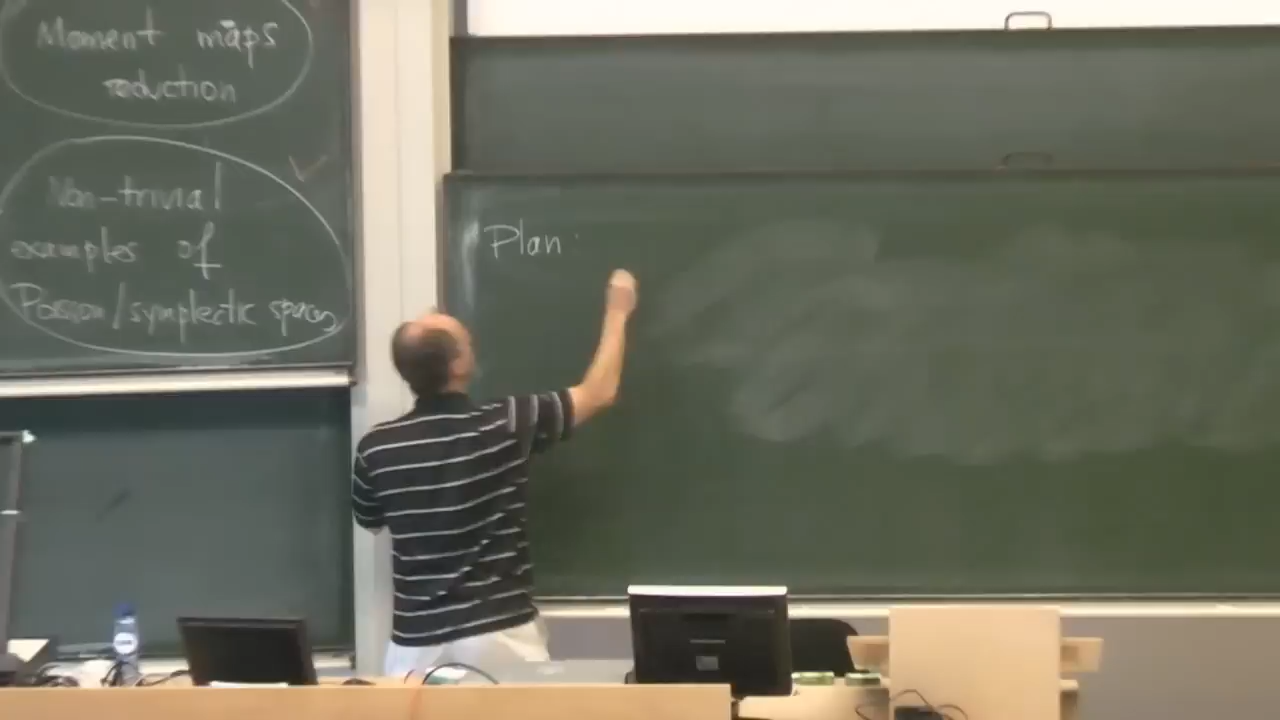 Moment maps
reduction
Non-trivial
examples of
Poisson/symplectic spaces
Plan: